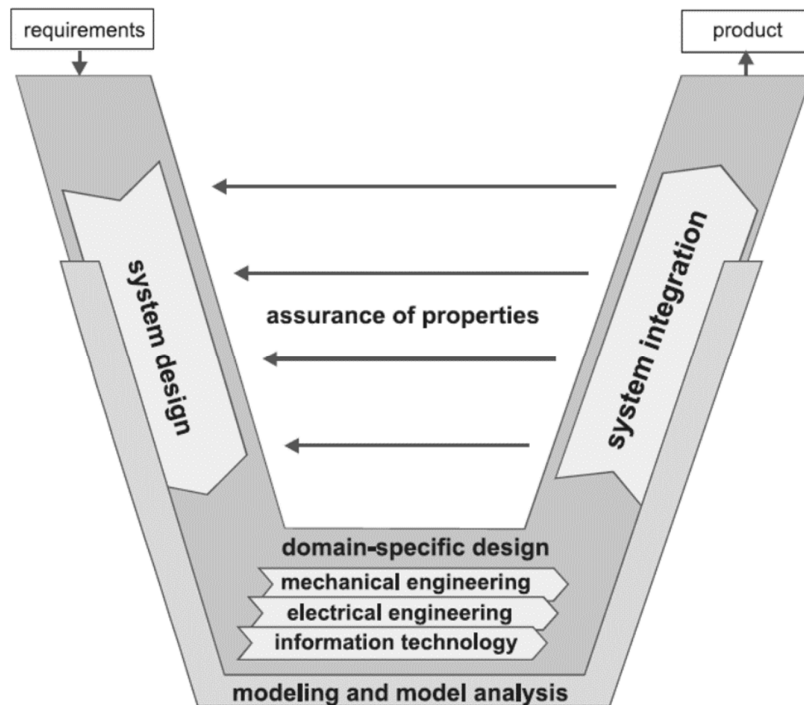 requirements
product
system design
assurance of properties
system integration
domain-specific design
mechanical engineering
electrical engineering
information technology
modeling and model analysis